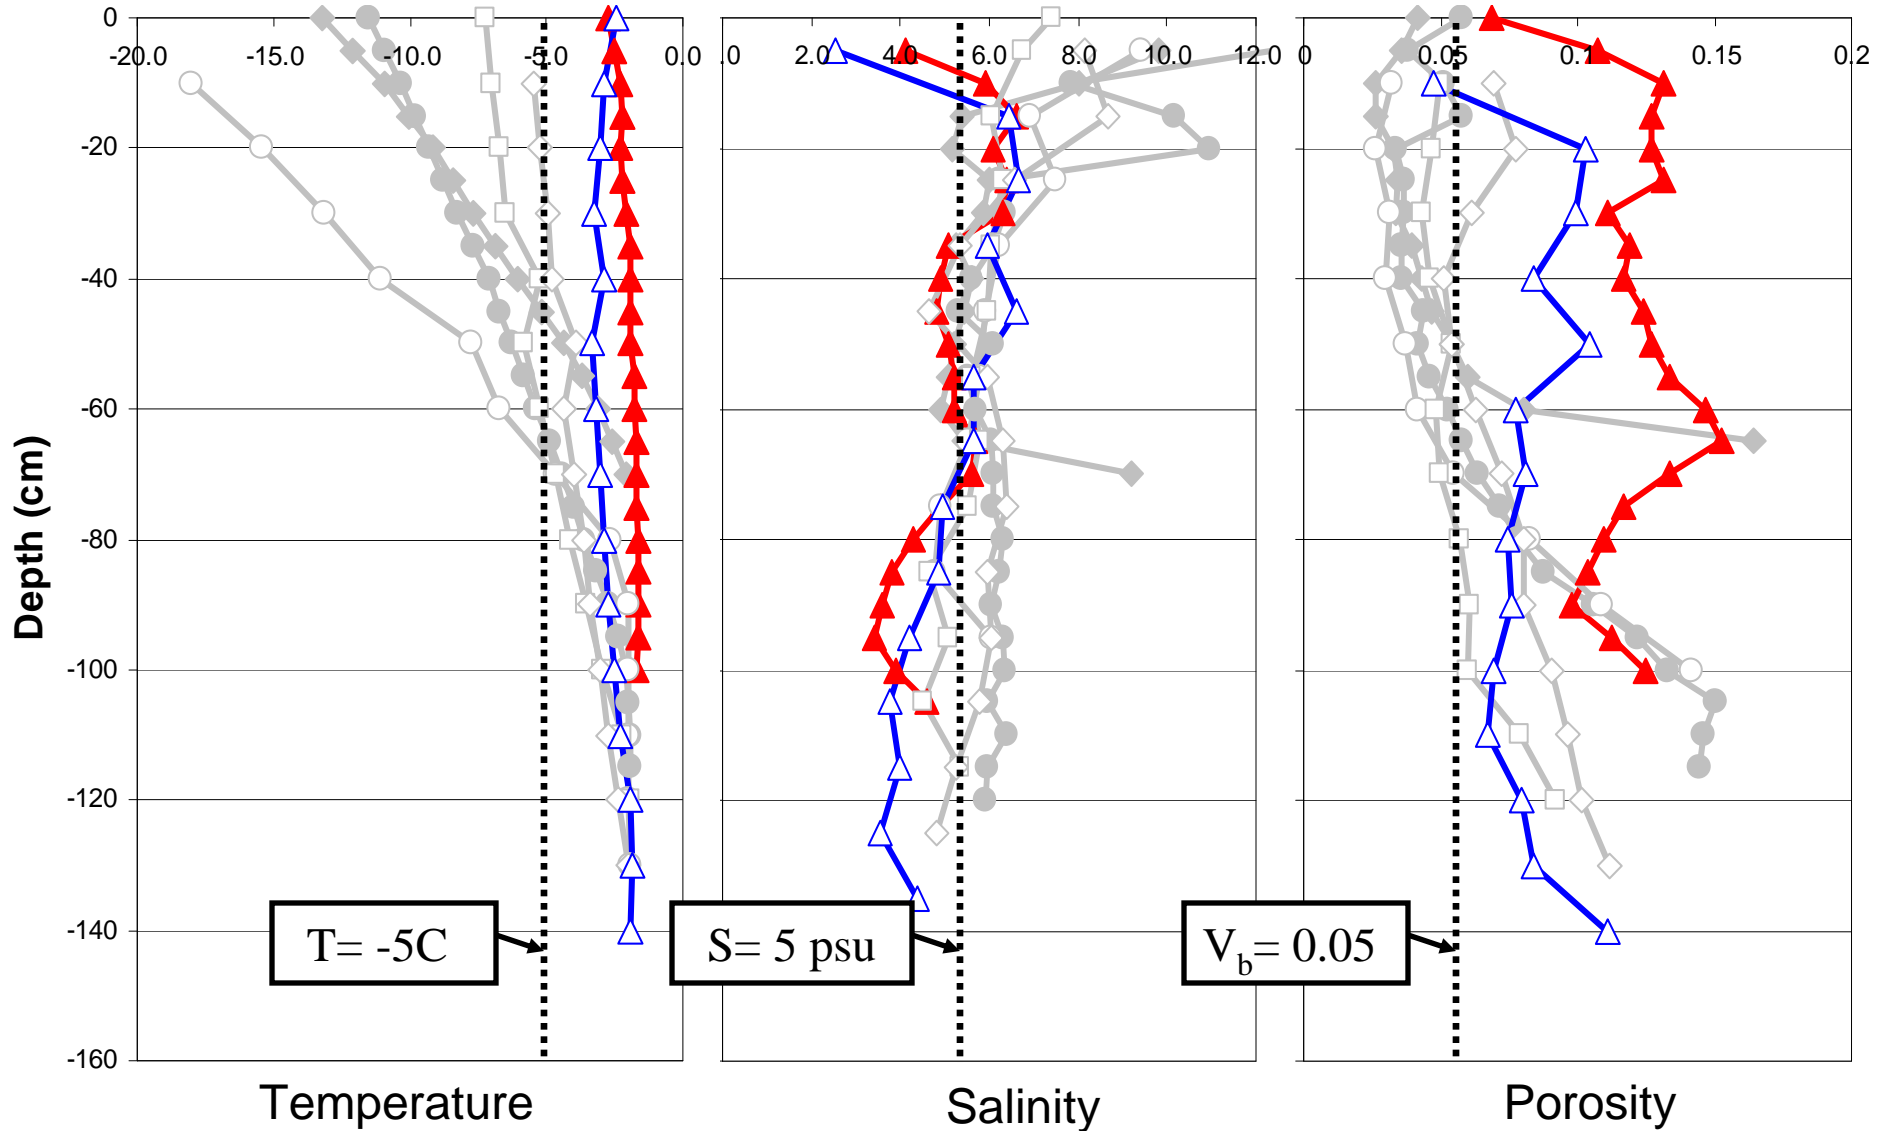 0
-20
-40
-60
-80
-100
-120
-140
-160
Depth (cm)
-20.0 -15.0 -10.0 -5.0 0.0
.0 2.0 4.0 6.0 8.0 10.0 12.0
0 0.05 0.1 0.15 0.2
T= -5C
S= 5 psu
Vb= 0.05
Temperature
Salinity
Porosity